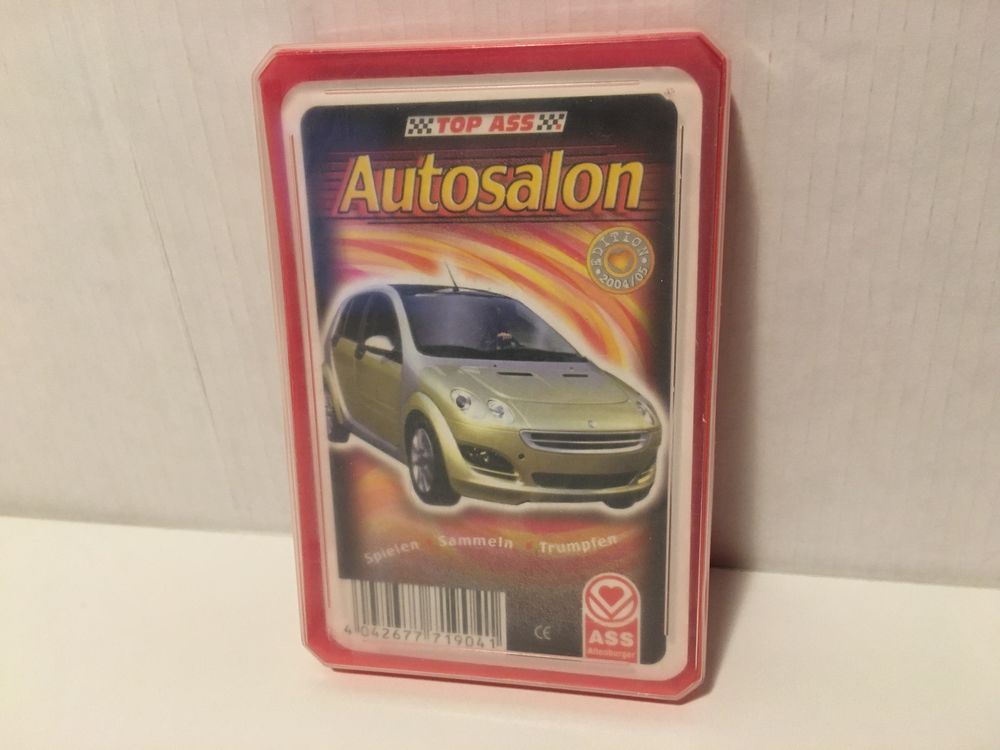 TOP ASS
Autosalon
EDITION
2004/05
Spielen • Sammeln • Trumpfen
4 042677 719041
CE
ASS
Altenburger